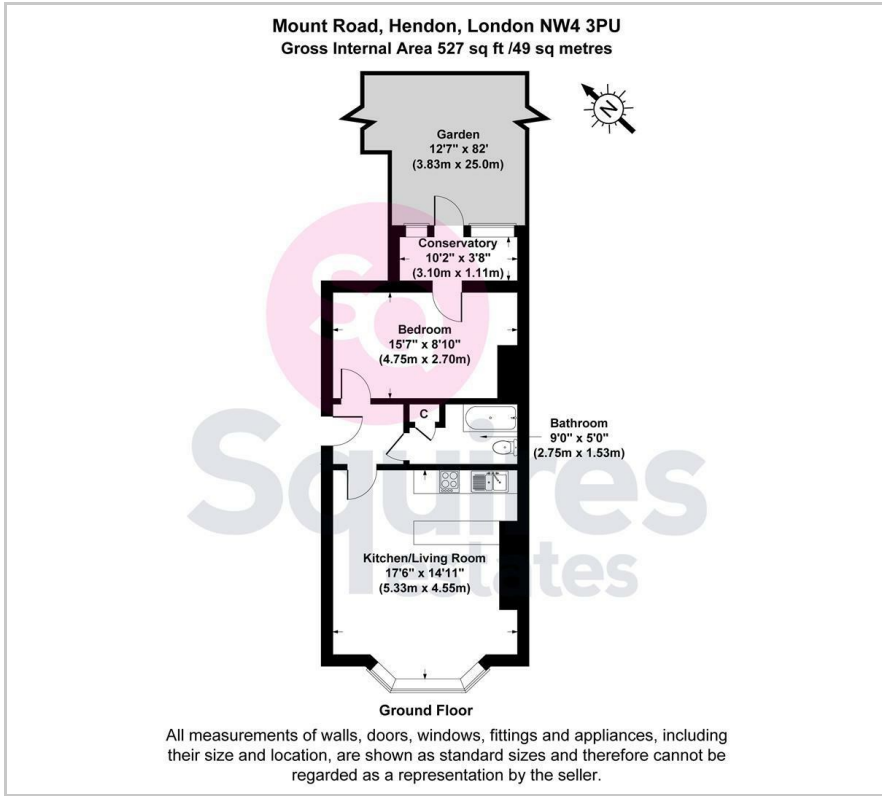 Mount Road, Hendon, London NW4 3PU
Gross Internal Area 527 sq ft /49 sq metres
N
Garden
12'7" x 82'
(3.83m x 25.0m)
Conservatory
10'2" x 3'8"
(3.10m x 1.11m)
SQ
Bedroom
15'7" x 8'10"
(4.75m x 2.70m)
C
Bathroom
9'0" x 5'0"
(2.75m x 1.53m)
Squires
estates
Kitchen/Living Room
17'6" x 14'11"
(5.33m x 4.55m)
Ground Floor
All measurements of walls, doors, windows, fittings and appliances, including
their size and location, are shown as standard sizes and therefore cannot be
regarded as a representation by the seller.